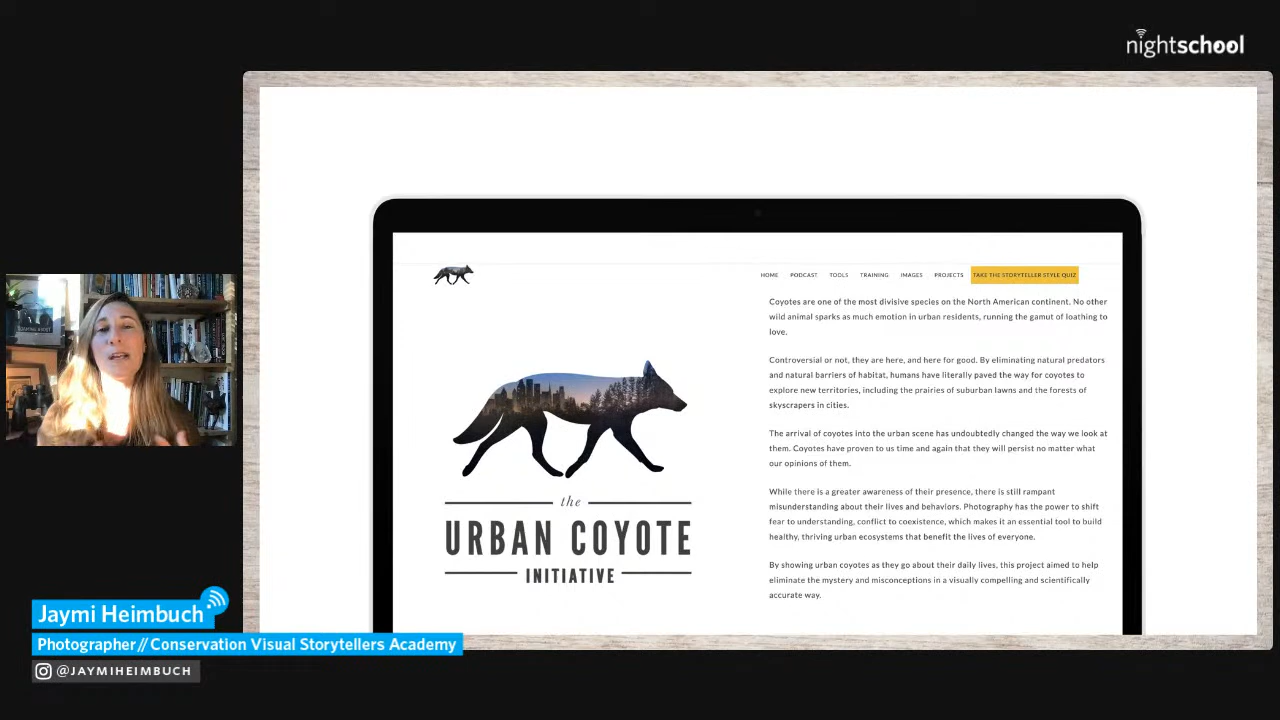 nightschool
HOME PODCAST TOOLS TRAINING IMAGES PROJECTS TAKE THE STORYTELLER STYLE QUIZ
Coyotes are one of the most divisive species on the North American continent. No other
wild animal sparks as much emotion in urban residents, running the gamut of loathing to
love.
Controversial or not, they are here, and here for good. By eliminating natural predators
and natural barriers of habitat, humans have literally paved the way for coyotes to
explore new territories, including the prairies of suburban lawns and the forests of
skyscrapers in cities.
The arrival of coyotes into the urban scene has undoubtedly changed the way we look at
them. Coyotes have proven to us time and again that they will persist no matter what
our opinions of them.
While there is a greater awareness of their presence, there is still rampant
misunderstanding about their lives and behaviors. Photography has the power to shift
fear to understanding, conflict to coexistence, which makes it an essential tool to build
healthy, thriving urban ecosystems that benefit the lives of everyone.
By showing urban coyotes as they go about their daily lives, this project aimed to help
eliminate the mystery and misconceptions in a visually compelling and scientifically
accurate way.
the
URBAN COYOTE
INITIATIVE
Jaymi Heimbuch
Photographer//Conservation Visual Storytellers Academy
@JAYMIHEIMBUCH